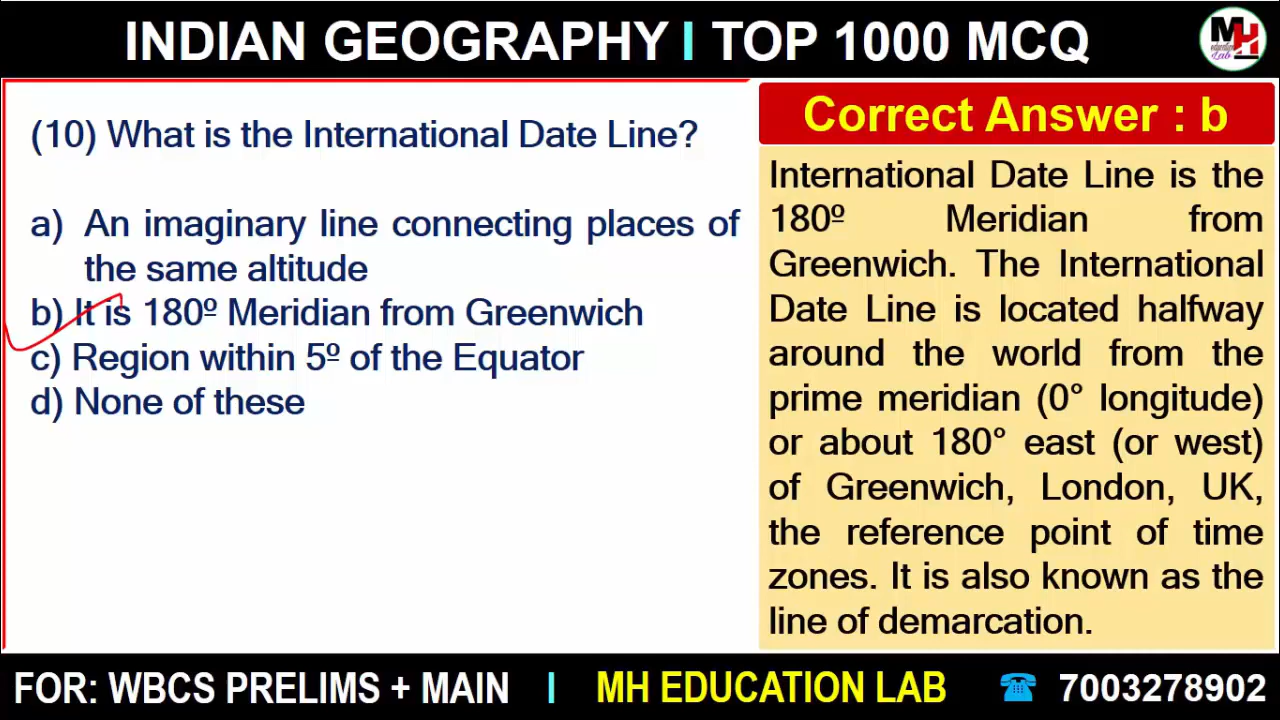 INDIAN GEOGRAPHY I TOP 1000 MCQ
MH
education
Lab
(10) What is the International Date Line?
a) An imaginary line connecting places of
the same altitude
b) It is 180º Meridian from Greenwich
c) Region within 5º of the Equator
d) None of these
Correct Answer : b
International Date Line is the
180º Meridian from
Greenwich. The International
Date Line is located halfway
around the world from the
prime meridian (0° longitude)
or about 180° east (or west)
of Greenwich, London, UK,
the reference point of time
zones. It is also known as the
line of demarcation.
FOR: WBCS PRELIMS + MAIN I MH EDUCATION LAB ☎ 7003278902